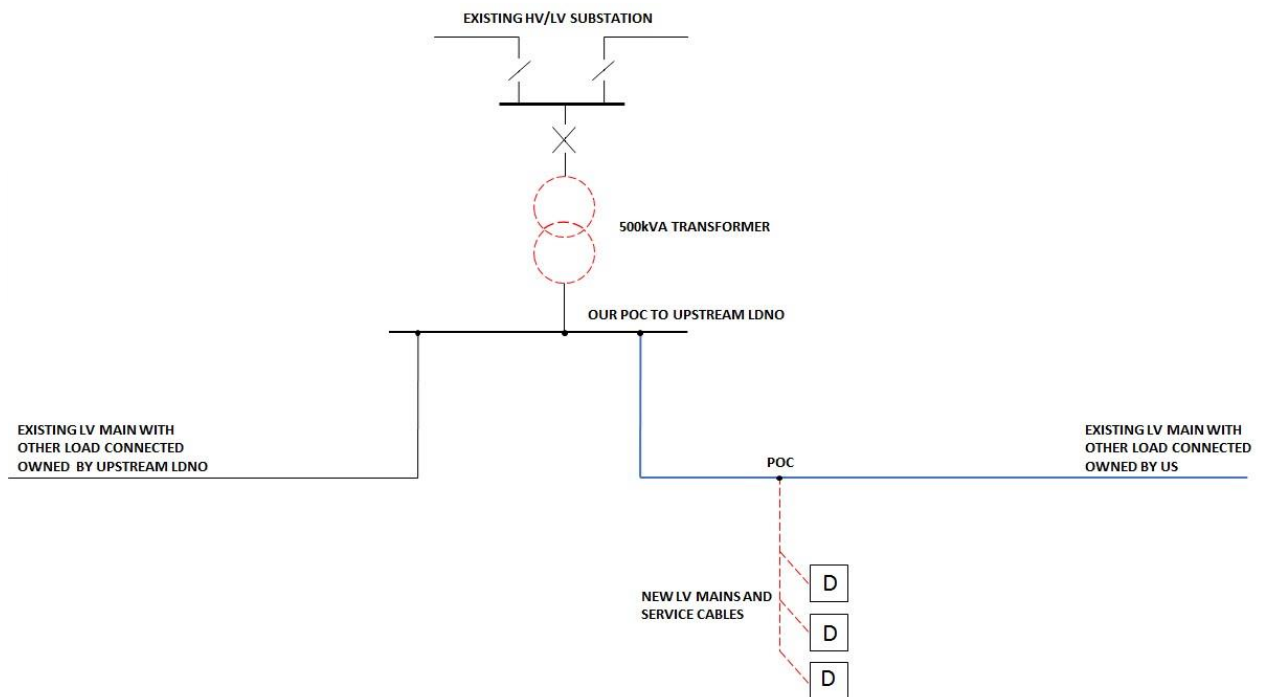 EXISTING HV/LV SUBSTATION
500kVA TRANSFORMER
OUR POC TO UPSTREAM LDNO
EXISTING LV MAIN WITH
OTHER LOAD CONNECTED
OWNED BY UPSTREAM LDNO
POC
EXISTING LV MAIN WITH
OTHER LOAD CONNECTED
OWNED BY US
NEW LV MAINS AND
SERVICE CABLES
D
D
D